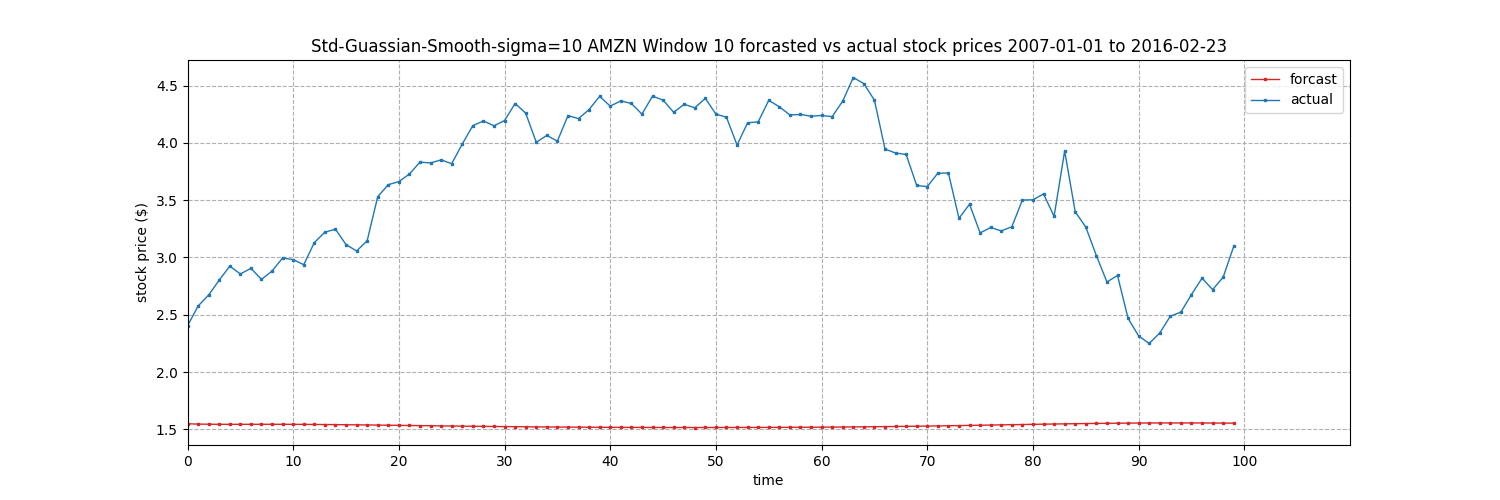 Std-Guassian-Smooth-sigma=10 AMZN Window 10 forcasted vs actual stock prices 2007-01-01 to 2016-02-23
forcast
actual
stock price ($)
4.5
4.0
3.5
3.0
2.5
2.0
1.5
0 10 20 30 40 50 60 70 80 90 100
time